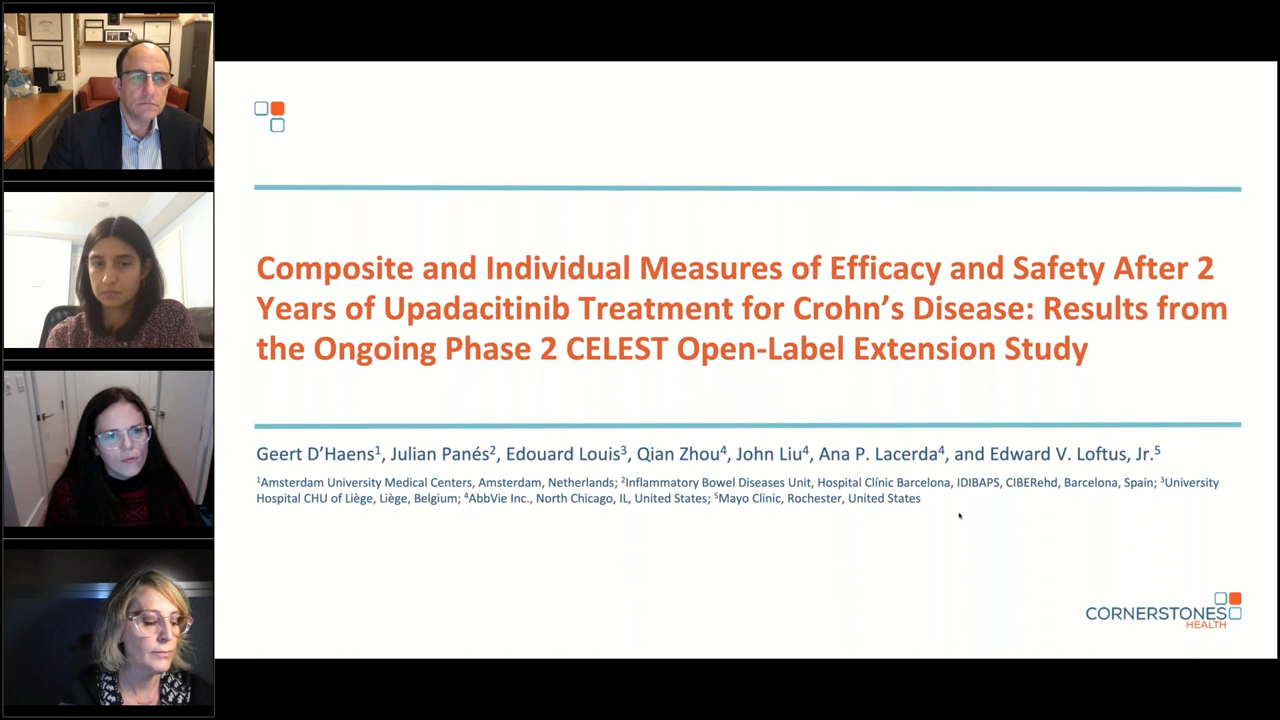 Composite and Individual Measures of Efficacy and Safety After 2
Years of Upadacitinib Treatment for Crohn’s Disease: Results from
the Ongoing Phase 2 CELEST Open-Label Extension Study
Geert D’Haens¹, Julian Panés², Edouard Louis³, Qian Zhou⁴, John Liu⁴, Ana P. Lacerda⁴, and Edward V. Loftus, Jr.⁵
¹Amsterdam University Medical Centers, Amsterdam, Netherlands; ²Inflammatory Bowel Diseases Unit, Hospital Clínic Barcelona, IDIBAPS, CIBERehd, Barcelona, Spain; ³University
Hospital CHU of Liège, Liège, Belgium; ⁴AbbVie Inc., North Chicago, IL, United States; ⁵Mayo Clinic, Rochester, United States
CORNERSTONES
HEALTH